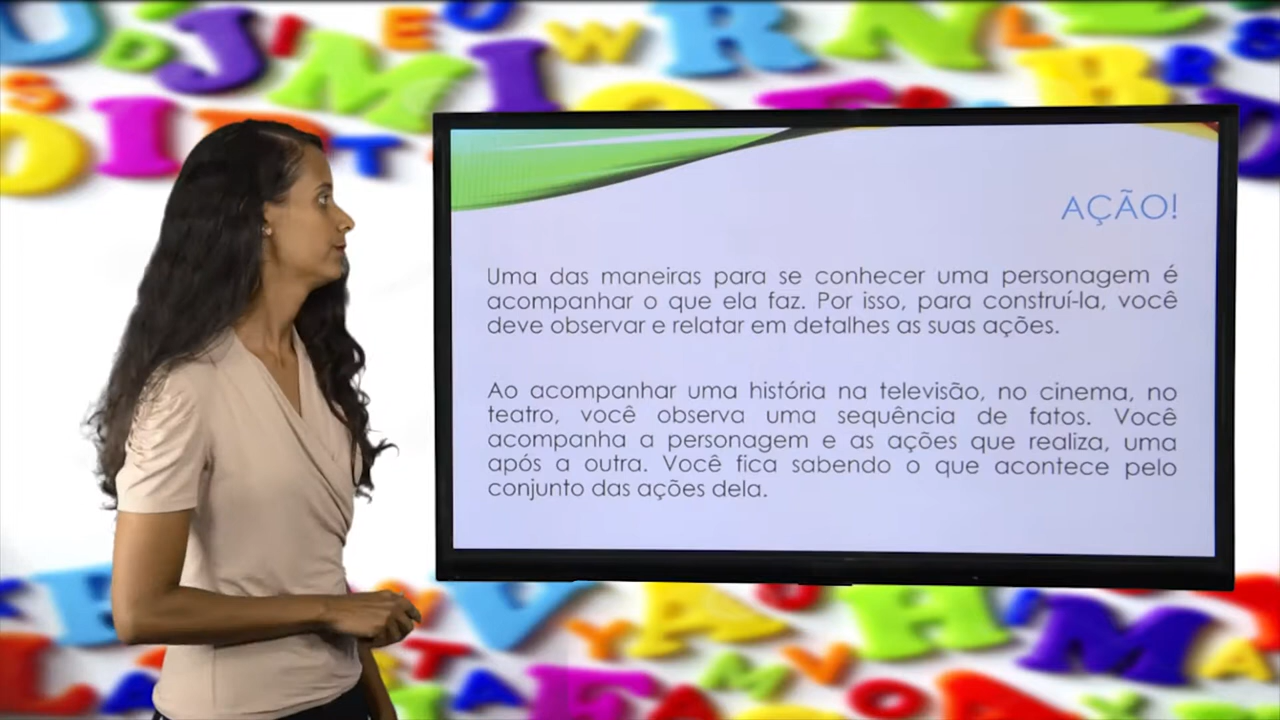 AÇÃO!
Uma das maneiras para se conhecer uma personagem é
acompanhar o que ela faz. Por isso, para construí-la, você
deve observar e relatar em detalhes as suas ações.
Ao acompanhar uma história na televisão, no cinema, no
teatro, você observa uma sequência de fatos. Você
acompanha a personagem e as ações que realiza, uma
após a outra. Você fica sabendo o que acontece pelo
conjunto das ações dela.